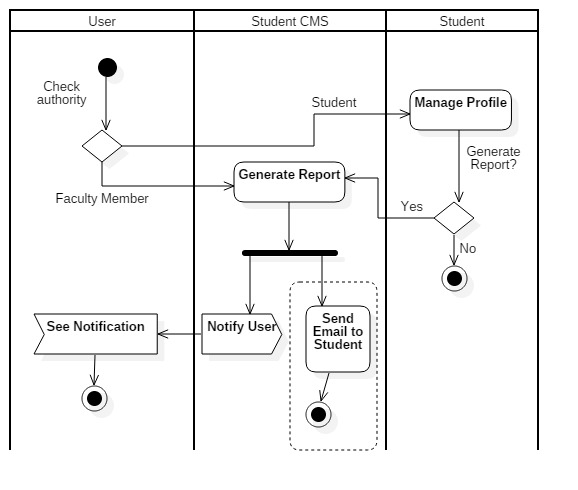 User
Student CMS
Student
Check
authority
Student
Manage Profile
Generate
Report?
Generate Report
Faculty Member
Yes
No
See Notification
Notify User
Send
Email to
Student